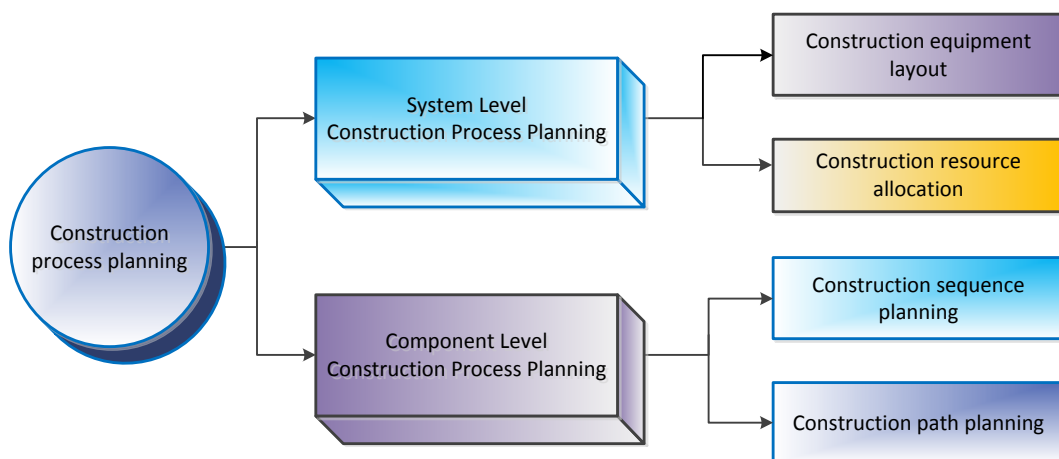 Construction
process planning
System Level
Construction Process Planning
Construction equipment
layout
Construction resource
allocation
Component Level
Construction Process Planning
Construction sequence
planning
Construction path planning